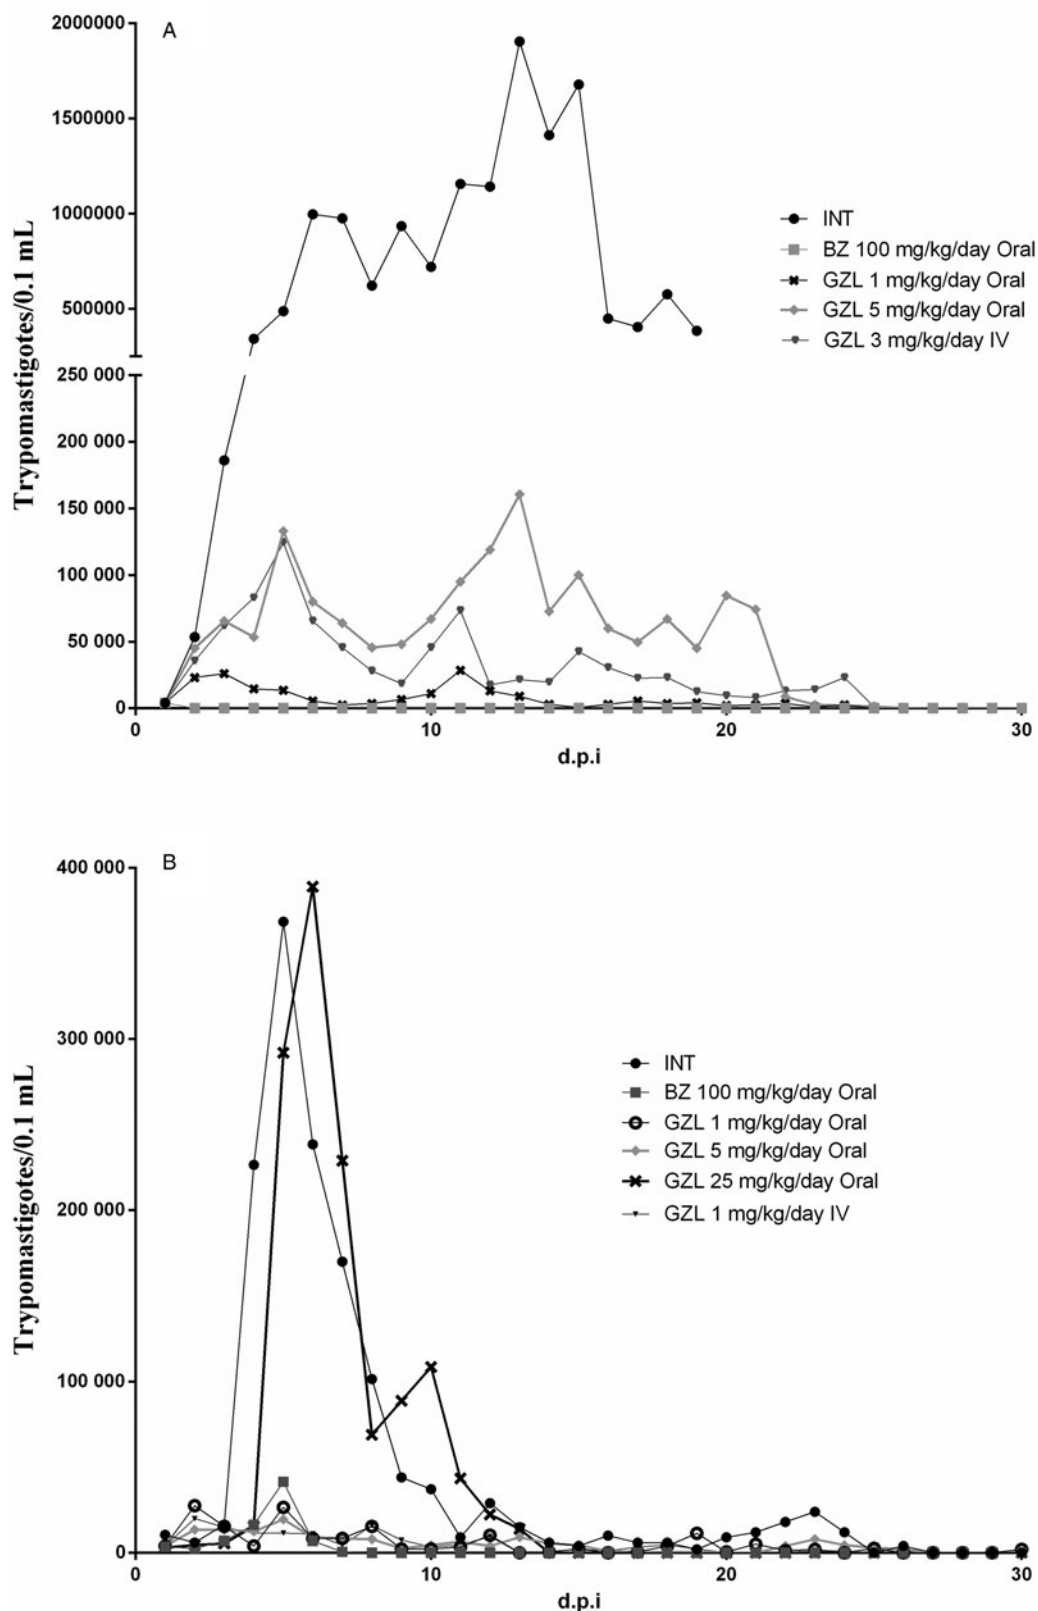 A
2000000
1500000
1000000
500000
250 000
200 000
150 000
100 000
50 000
0
Trypomastigotes/0.1 mL
INT
BZ 100 mg/kg/day Oral
GZL 1 mg/kg/day Oral
GZL 5 mg/kg/day Oral
GZL 3 mg/kg/day IV
0 10 20 30
d.p.i
B
400 000
300 000
200 000
100 000
0
Trypomastigotes/0.1 mL
INT
BZ 100 mg/kg/day Oral
GZL 1 mg/kg/day Oral
GZL 5 mg/kg/day Oral
GZL 25 mg/kg/day Oral
GZL 1 mg/kg/day IV
0 10 20 30
d.p.i